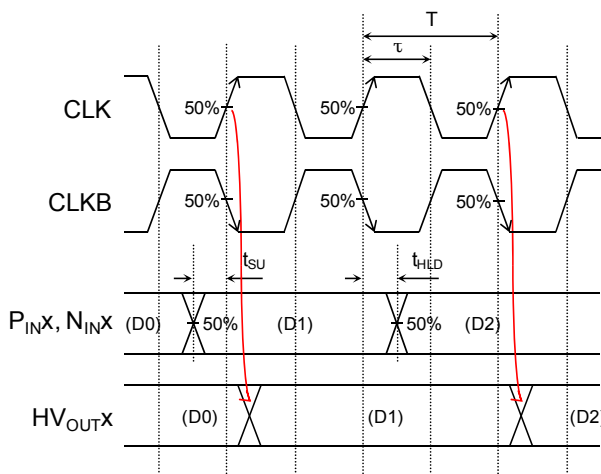 T
τ
CLK 50% 50% 50%
CLKB 50% 50% 50%
tSU tHLD
PINx, NINx (D0) 50% (D1) 50% (D2)
HVOUTx (D0) (D1) (D2)